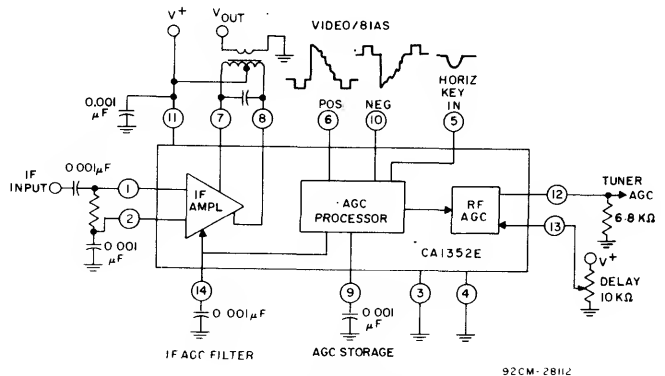 V+
VOUT
VIDEO/BIAS
HORIZ
KEY
IN
POS
NEG
0.001
µF
11
7
8
6
10
5
IF
INPUT
0 001µF
1
2
0 001
µF
IF
AMPL
AGC
PROCESSOR
RF
AGC
CA1352E
12
13
TUNER
AGC
6.8 KΩ
V+
DELAY
10KΩ
14
9
3
4
0 001µF
0 001
µF
IF AGC FILTER
AGC STORAGE
92CM-28112